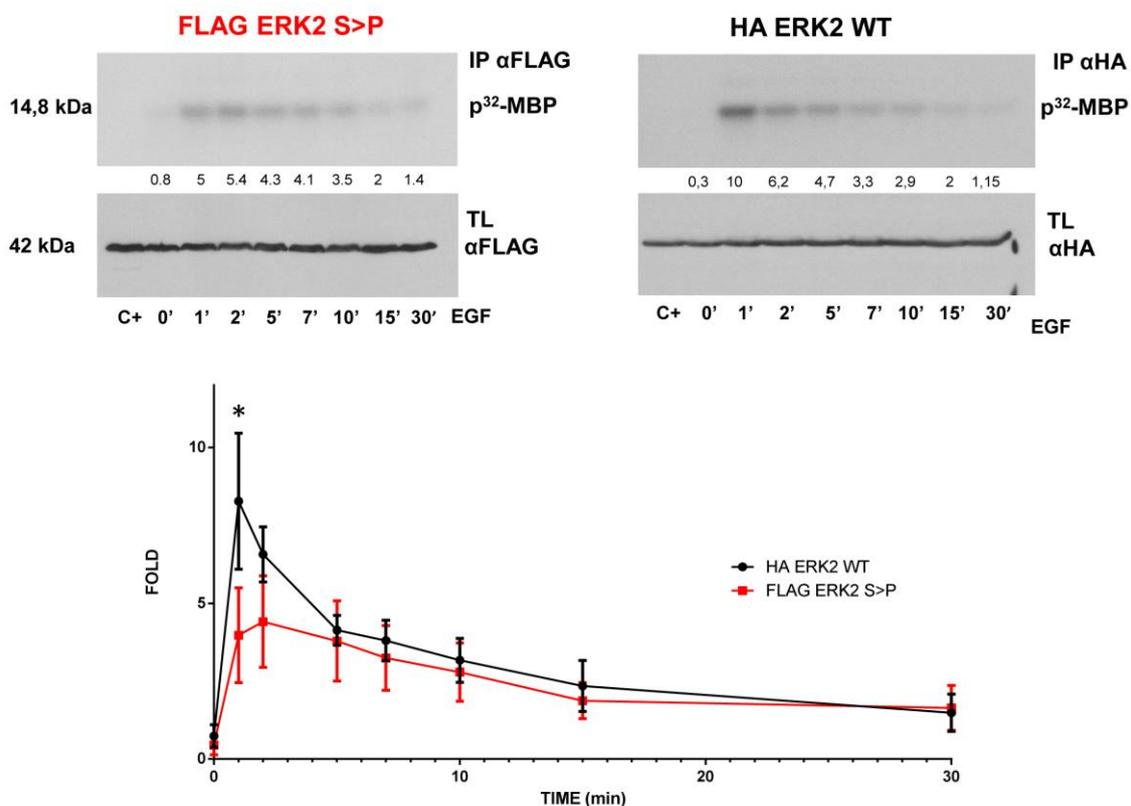 FLAG ERK2 S>P
IP αFLAG
14,8 kDa
p³²-MBP
0.8 5 5.4 4.3 4.1 3.5 2 1.4
TL
42 kDa
αFLAG
C+ 0’ 1’ 2’ 5’ 7’ 10’ 15’ 30’ EGF
HA ERK2 WT
IP αHA
p³²-MBP
0,3 10 6,2 4,7 3,3 2,9 2 1,15
TL
αHA
C+ 0’ 1’ 2’ 5’ 7’ 10’ 15’ 30’
EGF
*
10
5
0
FOLD
HA ERK2 WT
FLAG ERK2 S>P
0 10 20 30
TIME (min)